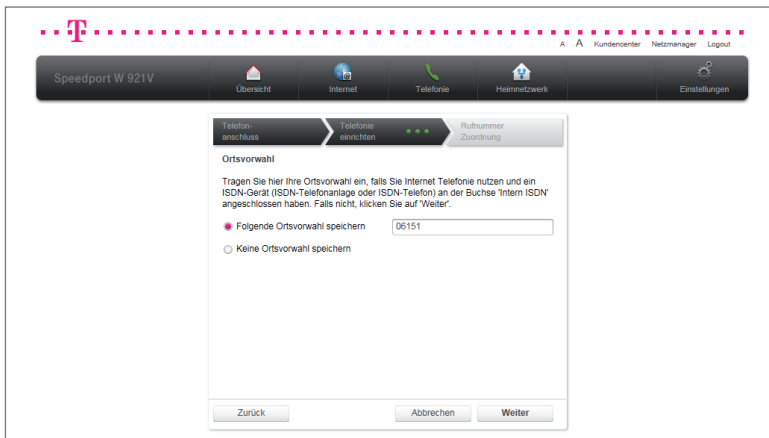 T
A A Kundencenter Netzmanager Logout
Speedport W 921V
Übersicht Internet Telefonie Heimnetzwerk Einstellungen
Telefon-
anschluss
Telefonie
einrichten
Rufnummer
Zuordnung
Ortsvorwahl
Tragen Sie hier Ihre Ortsvorwahl ein, falls Sie Internet Telefonie nutzen und ein
ISDN-Gerät (ISDN-Telefonanlage oder ISDN-Telefon) an der Buchse 'Intern ISDN'
angeschlossen haben. Falls nicht, klicken Sie auf 'Weiter'.
Folgende Ortsvorwahl speichern 06151
Keine Ortsvorwahl speichern
Zurück Abbrechen Weiter